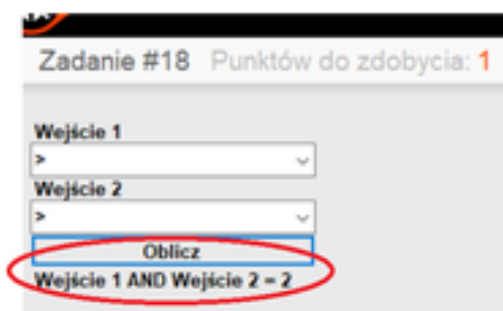 Zadanie #18 Punktów do zdobycia: 1
Wejście 1
>
Wejście 2
>
Oblicz
Wejście 1 AND Wejście 2 = 2